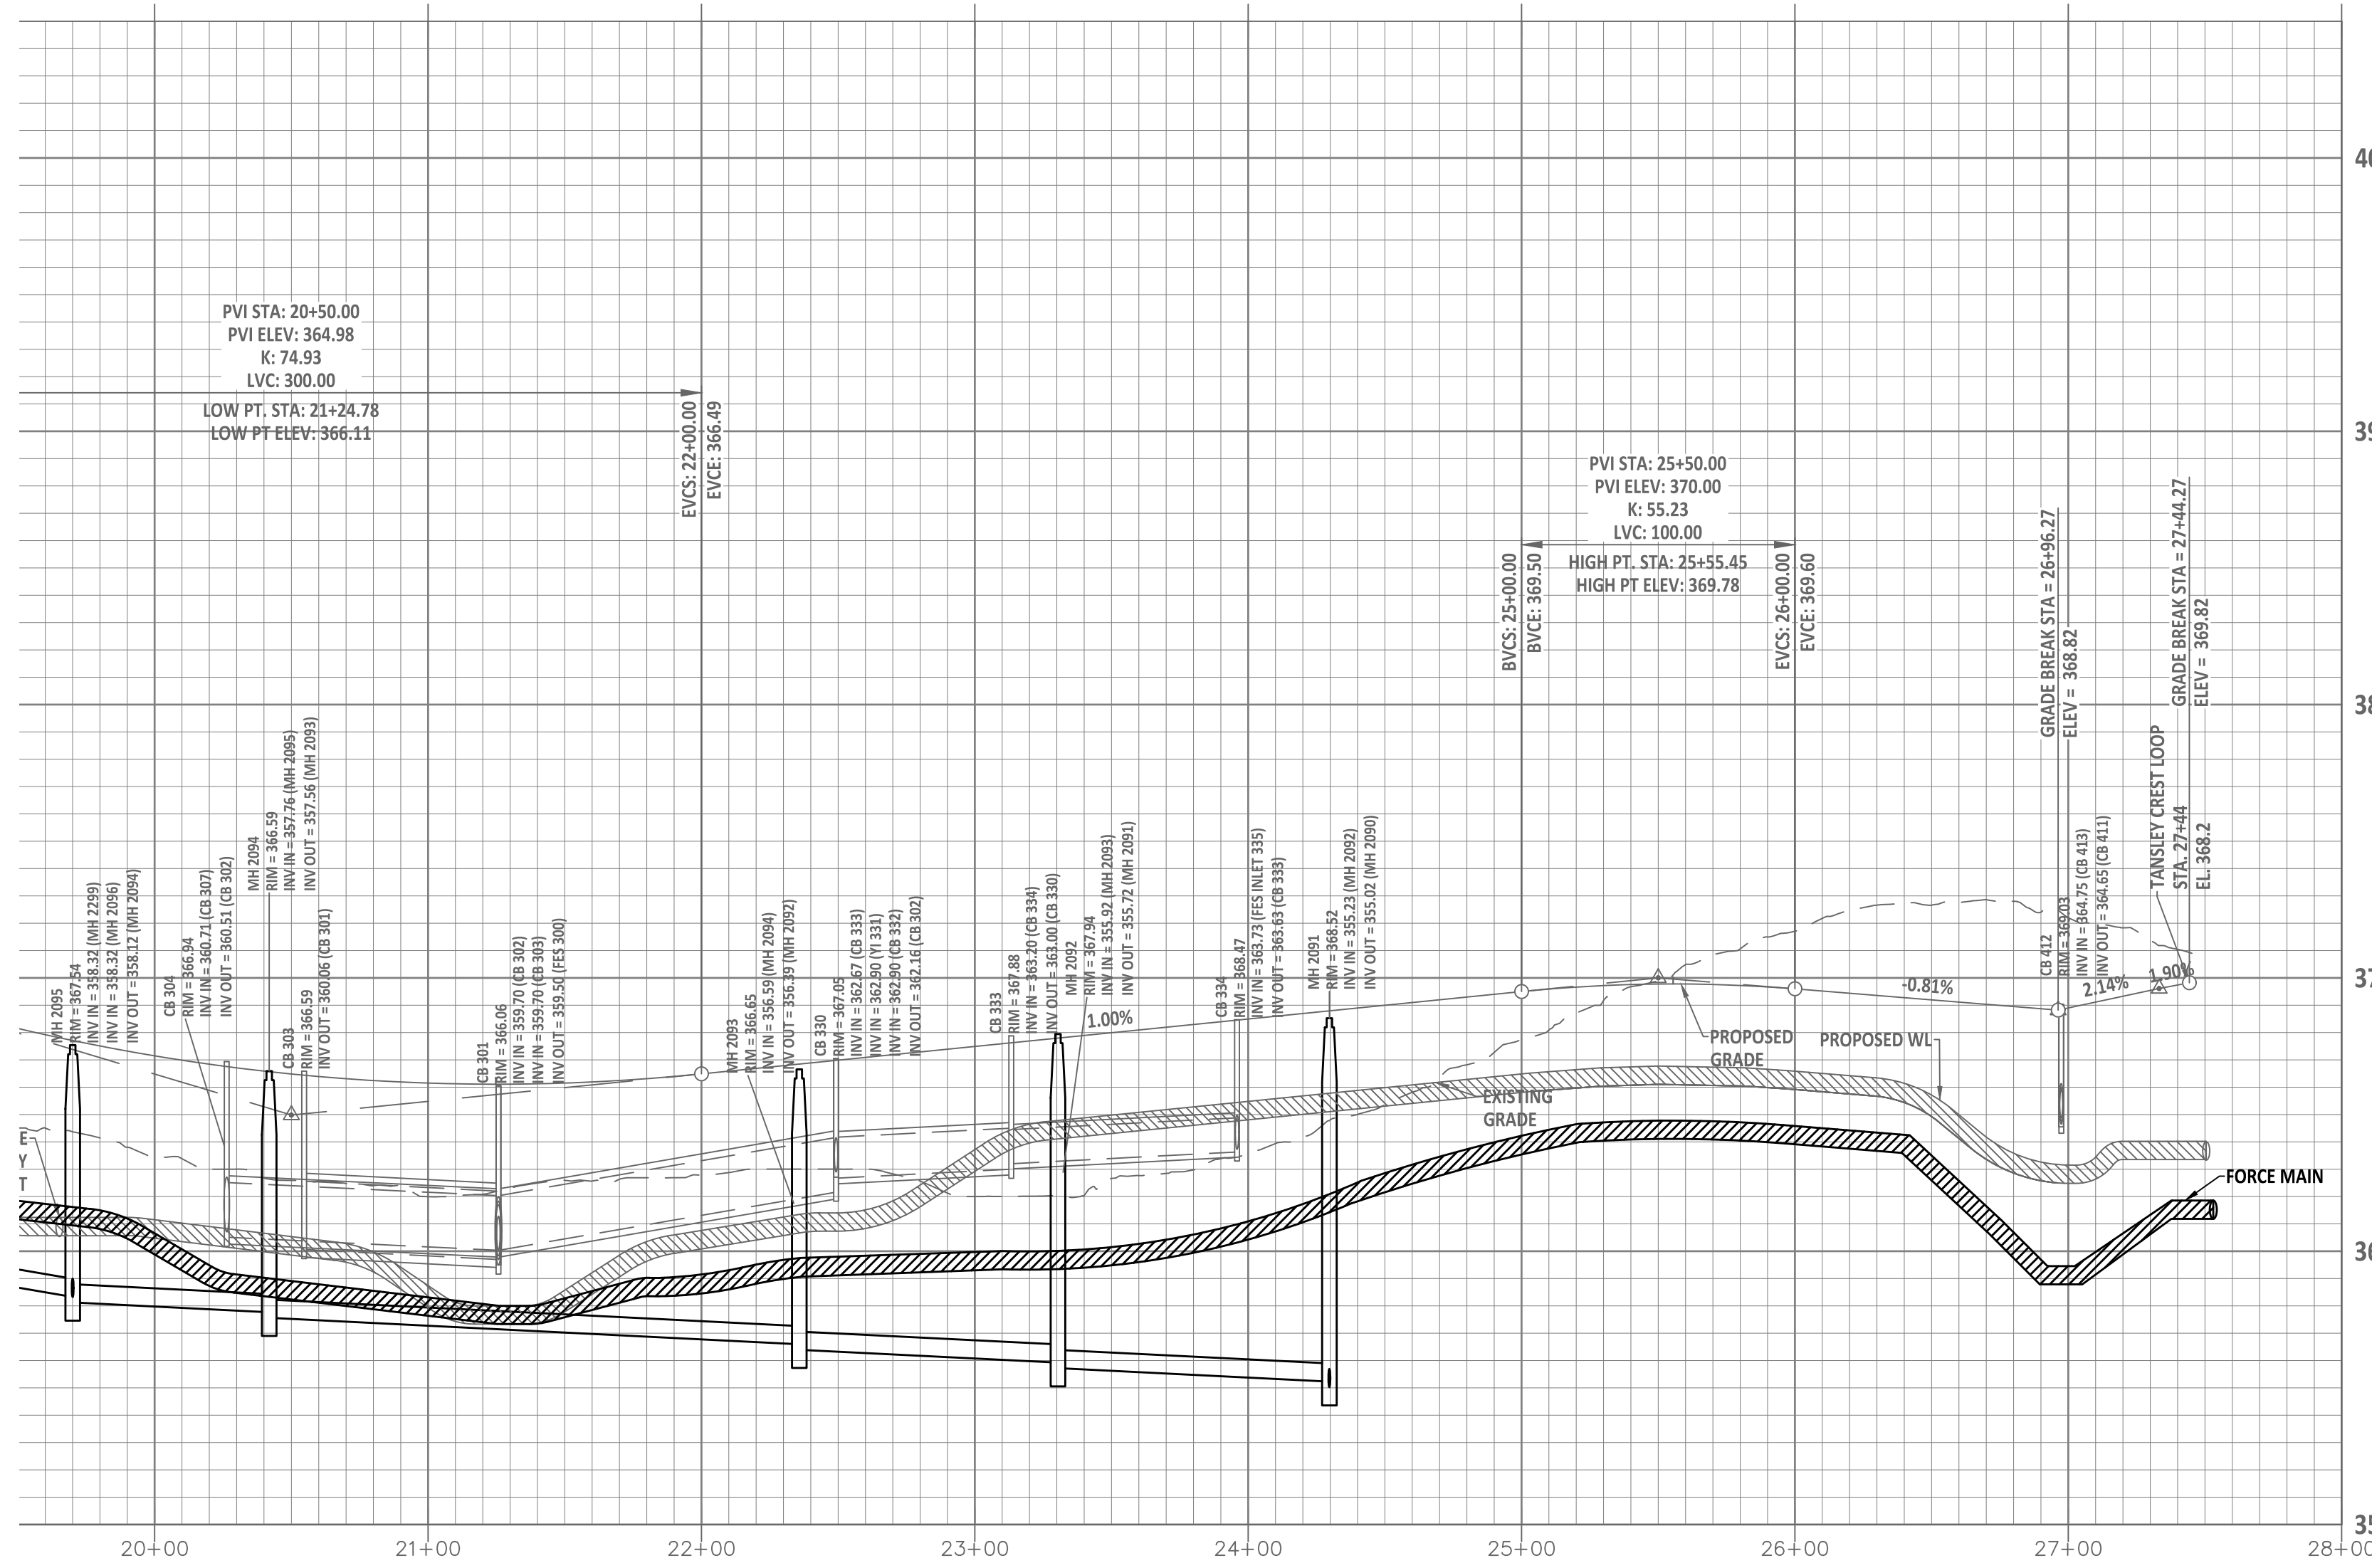 PVI STA: 20+50.00
PVI ELEV: 364.98
K: 74.93
LVC: 300.00
LOW PT. STA: 21+24.78
LOW PT ELEV: 366.11
EVCS: 22+00.00
EVCE: 366.49
PVI STA: 25+50.00
PVI ELEV: 370.00
K: 55.23
LVC: 100.00
HIGH PT. STA: 25+55.45
HIGH PT ELEV: 369.78
BVCS: 25+00.00
BVCE: 369.50
EVCS: 26+00.00
EVCE: 369.60
GRADE BREAK STA = 26+96.27
ELEV = 368.82
GRADE BREAK STA = 27+44.27
ELEV = 369.82
TANSLEY CREST LOOP
STA. 27+44
EL. 368.2
MH 2095
RIM = 367.54
INV IN = 358.32 (MH 2299)
INV IN = 358.32 (MH 2096)
INV OUT = 358.12 (MH 2094)
CB 304
RIM = 366.94
INV IN = 360.71 (CB 307)
INV OUT = 360.51 (CB 302)
MH 2094
RIM = 366.59
INV IN = 357.76 (MH 2095)
INV OUT = 357.56 (MH 2093)
CB 303
RIM = 366.59
INV OUT = 360.06 (CB 301)
CB 301
RIM = 366.06
INV IN = 359.70 (CB 302)
INV IN = 359.70 (CB 303)
INV OUT = 359.50 (FES 300)
MH 2093
RIM = 366.65
INV IN = 356.59 (MH 2094)
INV OUT = 356.39 (MH 2092)
CB 330
RIM = 367.05
INV IN = 362.67 (CB 333)
INV IN = 362.90 (YI 331)
INV IN = 362.90 (CB 332)
INV OUT = 362.16 (CB 302)
CB 333
RIM = 367.88
INV IN = 363.20 (CB 334)
INV OUT = 363.00 (CB 330)
MH 2092
RIM = 367.94
INV IN = 355.92 (MH 2093)
INV OUT = 355.72 (MH 2091)
CB 334
RIM = 368.47
INV IN = 363.73 (FES INLET 335)
INV OUT = 363.63 (CB 333)
MH 2091
RIM = 368.52
INV IN = 355.23 (MH 2092)
INV OUT = 355.02 (MH 2090)
CB 412
RIM = 369.03
INV IN = 364.75 (CB 413)
INV OUT = 364.65 (CB 411)
1.00%
-0.81%
2.14%
1.90%
PROPOSED
GRADE
PROPOSED WL
EXISTING
GRADE
FORCE MAIN
E
Y
T
40
39
38
37
36
35
20+00 21+00 22+00 23+00 24+00 25+00 26+00 27+00 28+00